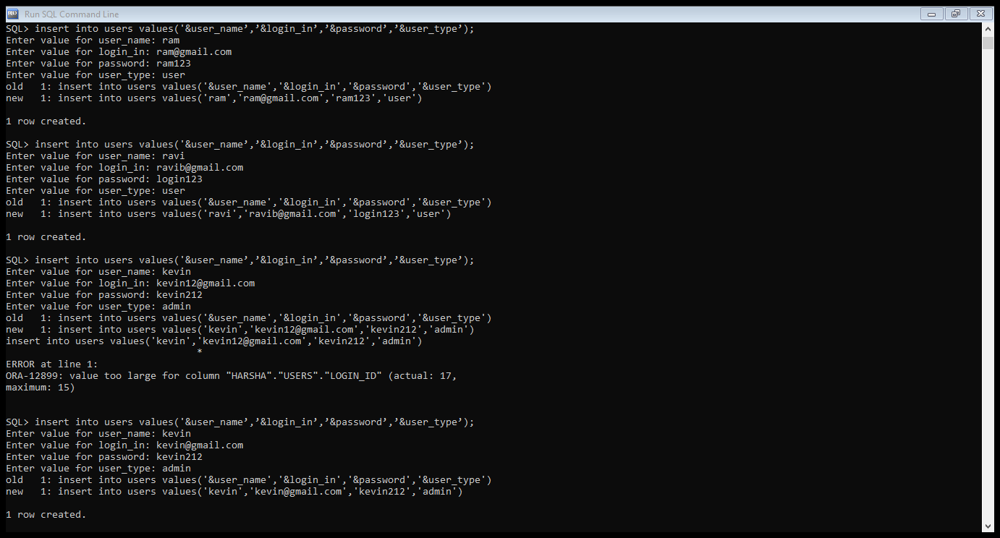 SQL> Run SQL Command Line
SQL> insert into users values('&user_name’,’&login_in’,’&password’,’&user_type’);
Enter value for user_name: ram
Enter value for login_in: ram@gmail.com
Enter value for password: ram123
Enter value for user_type: user
old   1: insert into users values('&user_name','&login_in','&password','&user_type')
new   1: insert into users values('ram','ram@gmail.com','ram123','user')
1 row created.
SQL> insert into users values('&user_name’,’&login_in’,’&password’,’&user_type’);
Enter value for user_name: ravi
Enter value for login_in: ravib@gmail.com
Enter value for password: login123
Enter value for user_type: user
old   1: insert into users values('&user_name','&login_in','&password','&user_type')
new   1: insert into users values('ravi','ravib@gmail.com','login123','user')
1 row created.
SQL> insert into users values('&user_name’,’&login_in’,’&password’,’&user_type’);
Enter value for user_name: kevin
Enter value for login_in: kevin12@gmail.com
Enter value for password: kevin212
Enter value for user_type: admin
old   1: insert into users values('&user_name','&login_in','&password','&user_type')
new   1: insert into users values('kevin','kevin12@gmail.com','kevin212','admin')
insert into users values('kevin','kevin12@gmail.com','kevin212','admin')
*
ERROR at line 1:
ORA-12899: value too large for column "HARSHA"."USERS"."LOGIN_ID" (actual: 17,
maximum: 15)
SQL> insert into users values('&user_name’,’&login_in’,’&password’,’&user_type’);
Enter value for user_name: kevin
Enter value for login_in: kevin@gmail.com
Enter value for password: kevin212
Enter value for user_type: admin
old   1: insert into users values('&user_name','&login_in','&password','&user_type')
new   1: insert into users values('kevin','kevin@gmail.com','kevin212','admin')
1 row created.